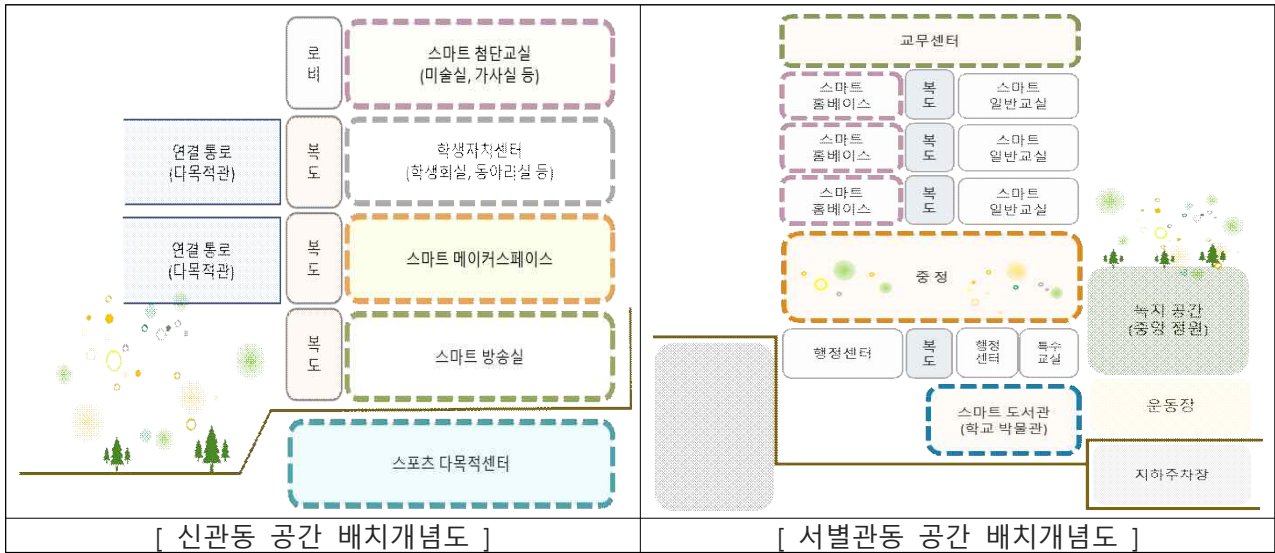 로비
스마트 첨단교실
(미술실, 가사실 등)
연결 통로
(다목적관)
복도
학생자치센터
(학생회실, 동아리실 등)
연결 통로
(다목적관)
복도
스마트 메이커스페이스
복도
스마트 방송실
스포츠 다목적센터
[ 신관동 공간 배치개념도 ]
교무센터
스마트
홈베이스
복도
스마트
일반교실
스마트
홈베이스
복도
스마트
일반교실
스마트
홈베이스
복도
스마트
일반교실
중 정
녹지 공간
(중앙 정원)
행정센터
복도
행정
센터
특수
교실
스마트 도서관
(학교 박물관)
운동장
지하주차장
[ 서별관동 공간 배치개념도 ]